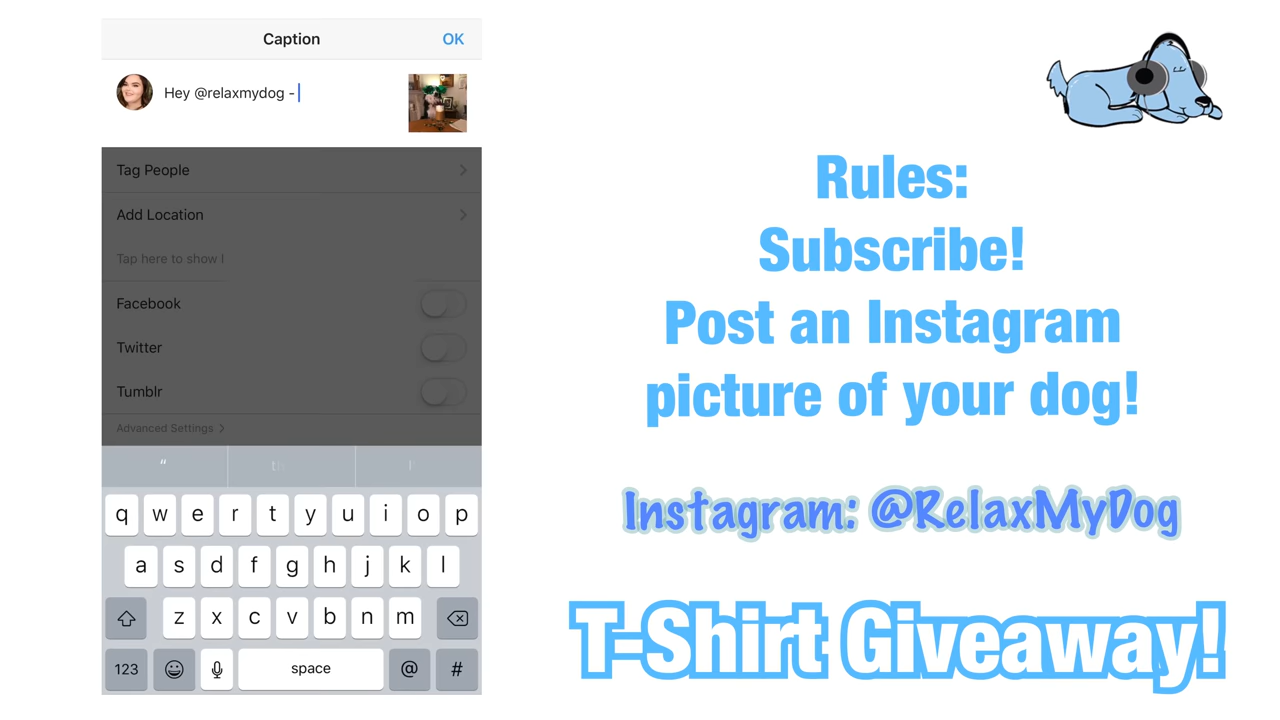 Caption
OK
Hey @relaxmydog -
Tag People
Add Location
Tap here to show l
Facebook
Twitter
Tumblr
Advanced Settings
“ th I'
q w e r t y u i o p
a s d f g h j k l
z x c v b n m
123 space @ #
Rules:
Subscribe!
Post an Instagram
picture of your dog!
Instagram: @RelaxMyDog
T-Shirt Giveaway!